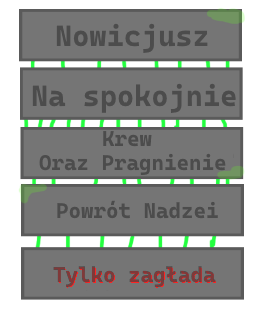 Nowicjusz
Na spokojnie
Krew
Oraz Pragnienie
Powrót Nadzei
Tylko zagłada